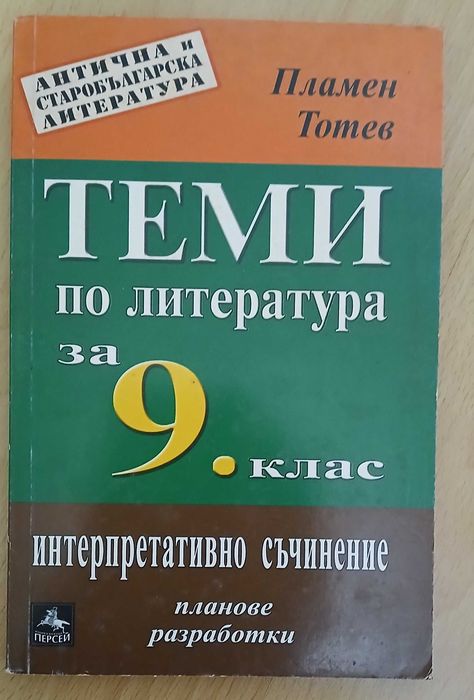 АНТИЧНА И
СТАРОБЪЛГАРСКА
ЛИТЕРАТУРА
Пламен
Тотев
ТЕМИ
по литература
за
9. клас
интерпретативно съчинение
планове
разработки
ПЕРСЕЙ